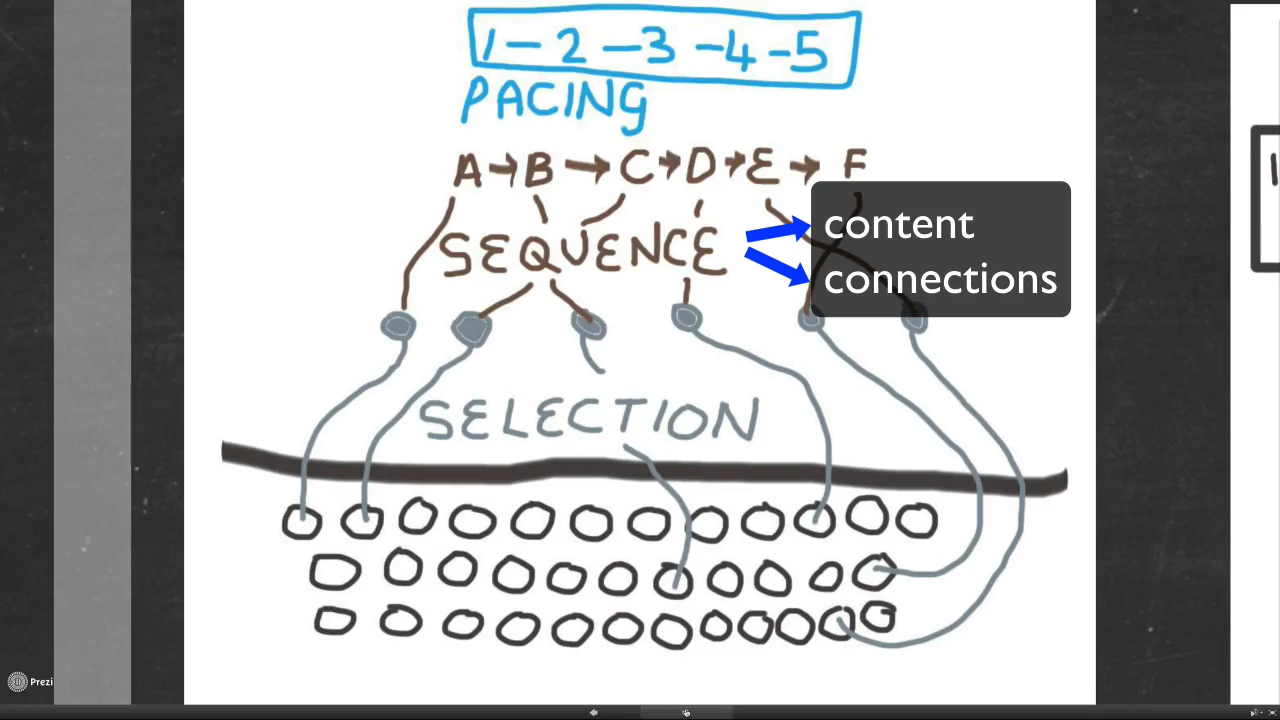 1 — 2 — 3 — 4 — 5
PACING
A → B → C → D → E → F
SEQUENCE
content
connections
SELECTION
Prezi